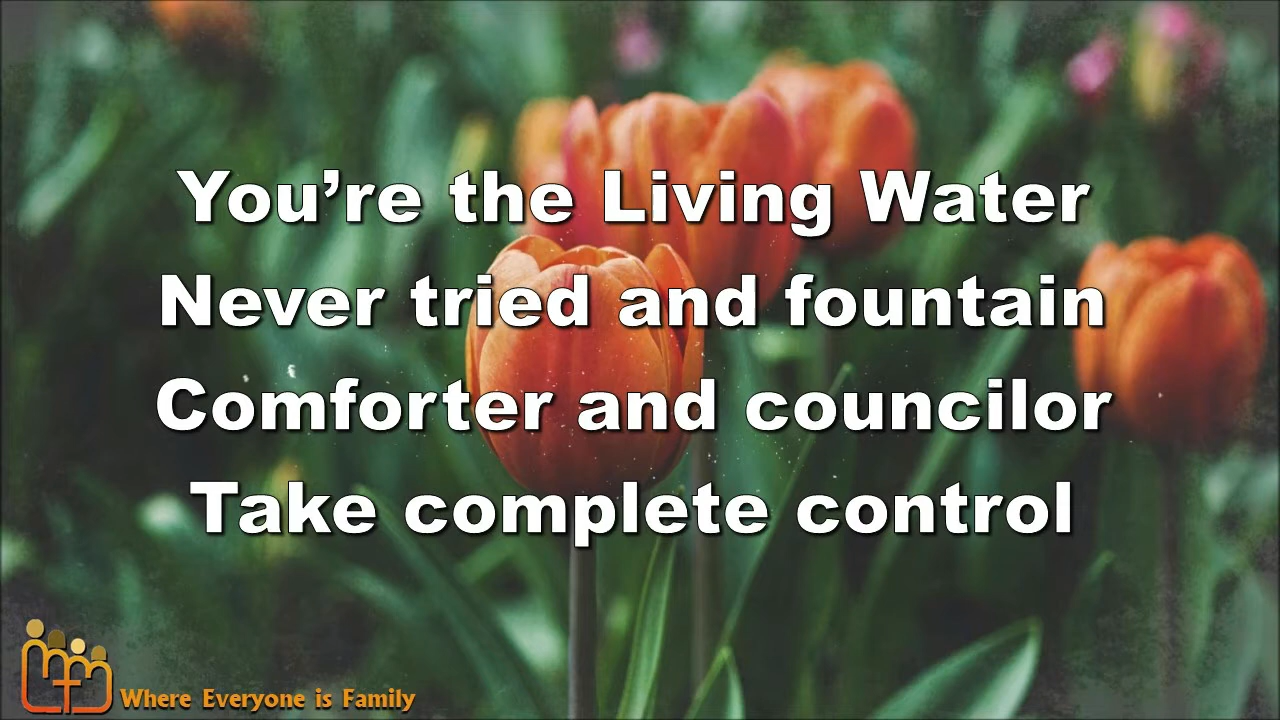 You’re the Living Water
Never tried and fountain
Comforter and councilor
Take complete control
Where Everyone is Family